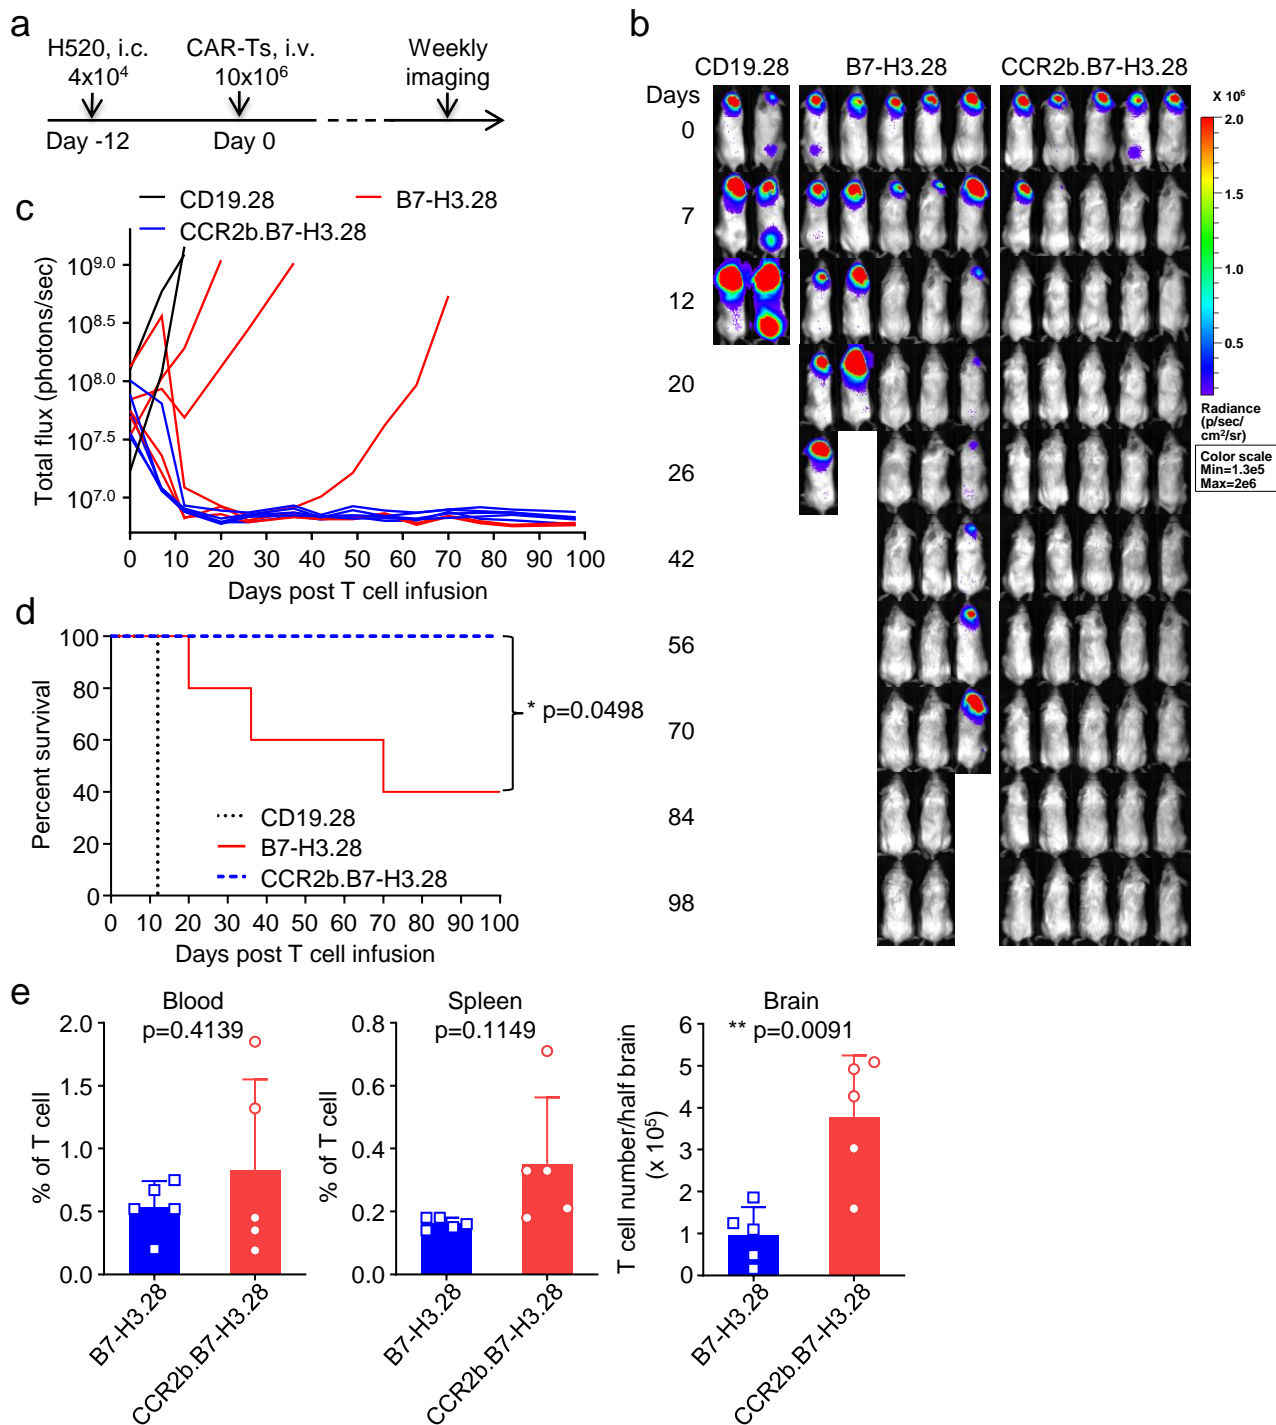 a
H520, i.c.
4x10⁴
CAR-Ts, i.v.
10x10⁶
Weekly
imaging
Day -12
Day 0
b
CD19.28
B7-H3.28
CCR2b.B7-H3.28
Days
0
7
12
20
26
42
56
70
84
98
X 10⁶
2.0
1.5
1.0
0.5
Radiance
(p/sec/
cm²/sr)
Color scale
Min=1.3e5
Max=2e6
c
CD19.28
B7-H3.28
CCR2b.B7-H3.28
Total flux (photons/sec)
10⁹·⁰
10⁸·⁵
10⁸·⁰
10⁷·⁵
10⁷·⁰
0 10 20 30 40 50 60 70 80 90 100
Days post T cell infusion
d
Percent survival
100
80
60
40
20
0
* p=0.0498
CD19.28
B7-H3.28
CCR2b.B7-H3.28
0 10 20 30 40 50 60 70 80 90 100
Days post T cell infusion
e
Blood
p=0.4139
% of T cell
2.0
1.5
1.0
0.5
0.0
B7-H3.28
CCR2b.B7-H3.28
Spleen
p=0.1149
% of T cell
0.8
0.6
0.4
0.2
0.0
B7-H3.28
CCR2b.B7-H3.28
Brain
** p=0.0091
T cell number/half brain
(x 10⁵)
6
5
4
3
2
1
0
B7-H3.28
CCR2b.B7-H3.28